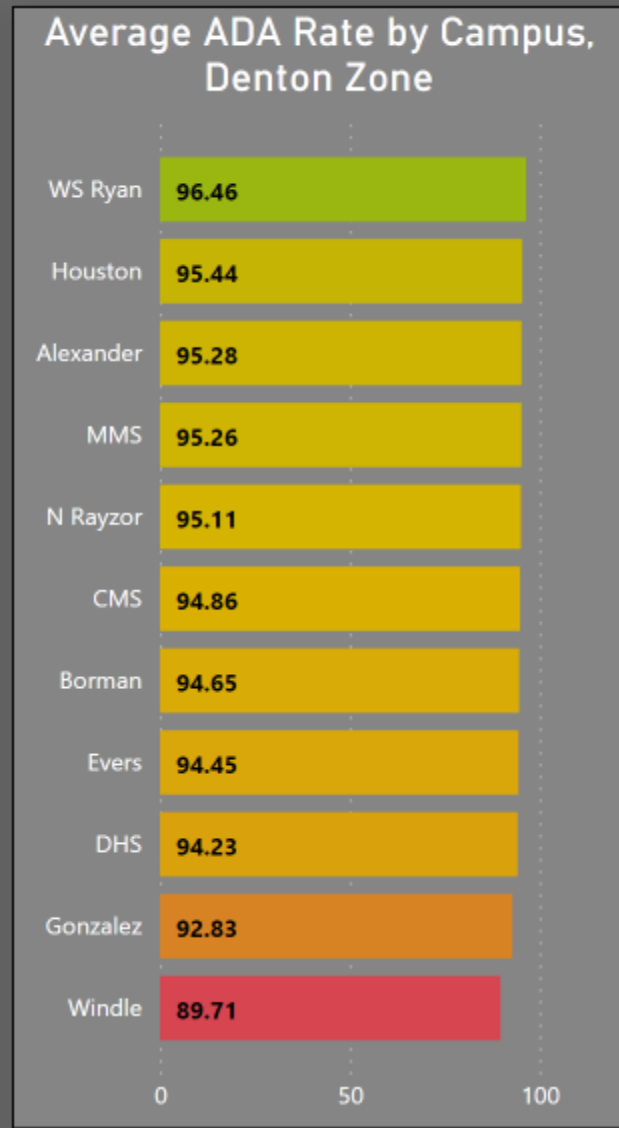 Average ADA Rate by Campus,
Denton Zone
WS Ryan 96.46
Houston 95.44
Alexander 95.28
MMS 95.26
N Rayzor 95.11
CMS 94.86
Borman 94.65
Evers 94.45
DHS 94.23
Gonzalez 92.83
Windle 89.71
0 50 100